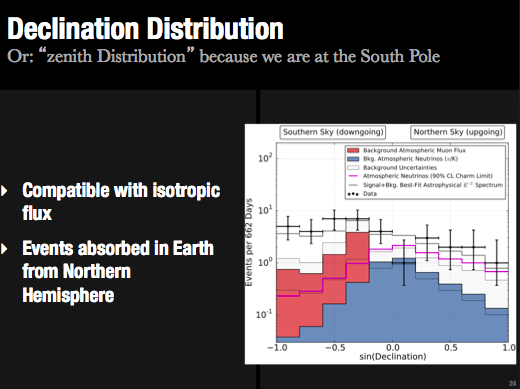 Declination Distribution
Or: “zenith Distribution” because we are at the South Pole
Compatible with isotropic
flux
Events absorbed in Earth
from Northern
Hemisphere
Southern Sky (downgoing)
Northern Sky (upgoing)
Background Atmospheric Muon Flux
Bkg. Atmospheric Neutrinos (π/K)
Background Uncertainties
Atmospheric Neutrinos (90% CL Charm Limit)
Signal+Bkg. Best-Fit Astrophysical E⁻² Spectrum
Data
Events per 662 Days
10²
10¹
10⁰
10⁻¹
−1.0 −0.5 0.0 0.5 1.0
sin(Declination)
24